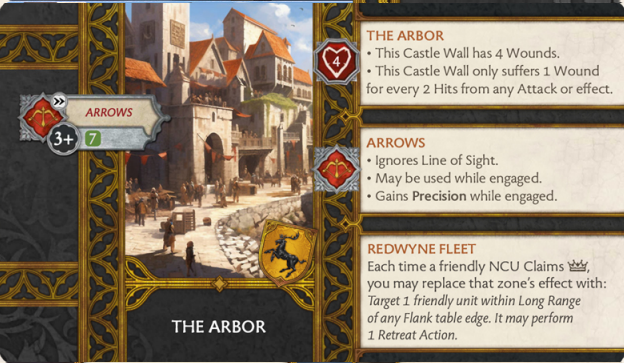 ARROWS
3+ 7
THE ARBOR
4
THE ARBOR
• This Castle Wall has 4 Wounds.
• This Castle Wall only suffers 1 Wound
for every 2 Hits from any Attack or effect.
ARROWS
• Ignores Line of Sight.
• May be used while engaged.
• Gains Precision while engaged.
REDWYNE FLEET
Each time a friendly NCU Claims ,
you may replace that zone's effect with:
Target 1 friendly unit within Long Range
of any Flank table edge. It may perform
1 Retreat Action.